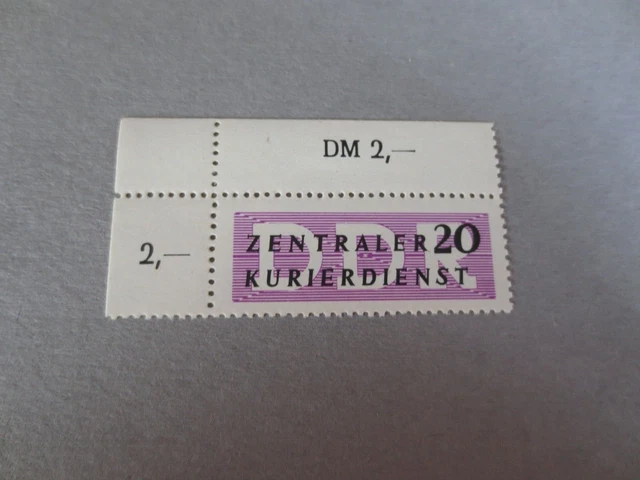 DM 2,—
2,—
DDR
ZENTRALER 20
KURIERDIENST